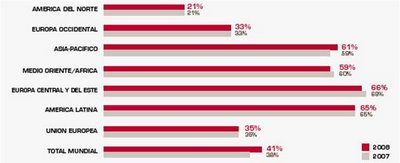 AMERICA DEL NORTE 21%
21%
EUROPA OCCIDENTAL 33%
33%
ASIA-PACIFICO 61%
59%
MEDIO ORIENTE/AFRICA 59%
60%
EUROPA CENTRAL Y DEL ESTE 66%
68%
AMERICA LATINA 65%
65%
UNION EUROPEA 35%
36%
TOTAL MUNDIAL 41%
38%
2008
2007